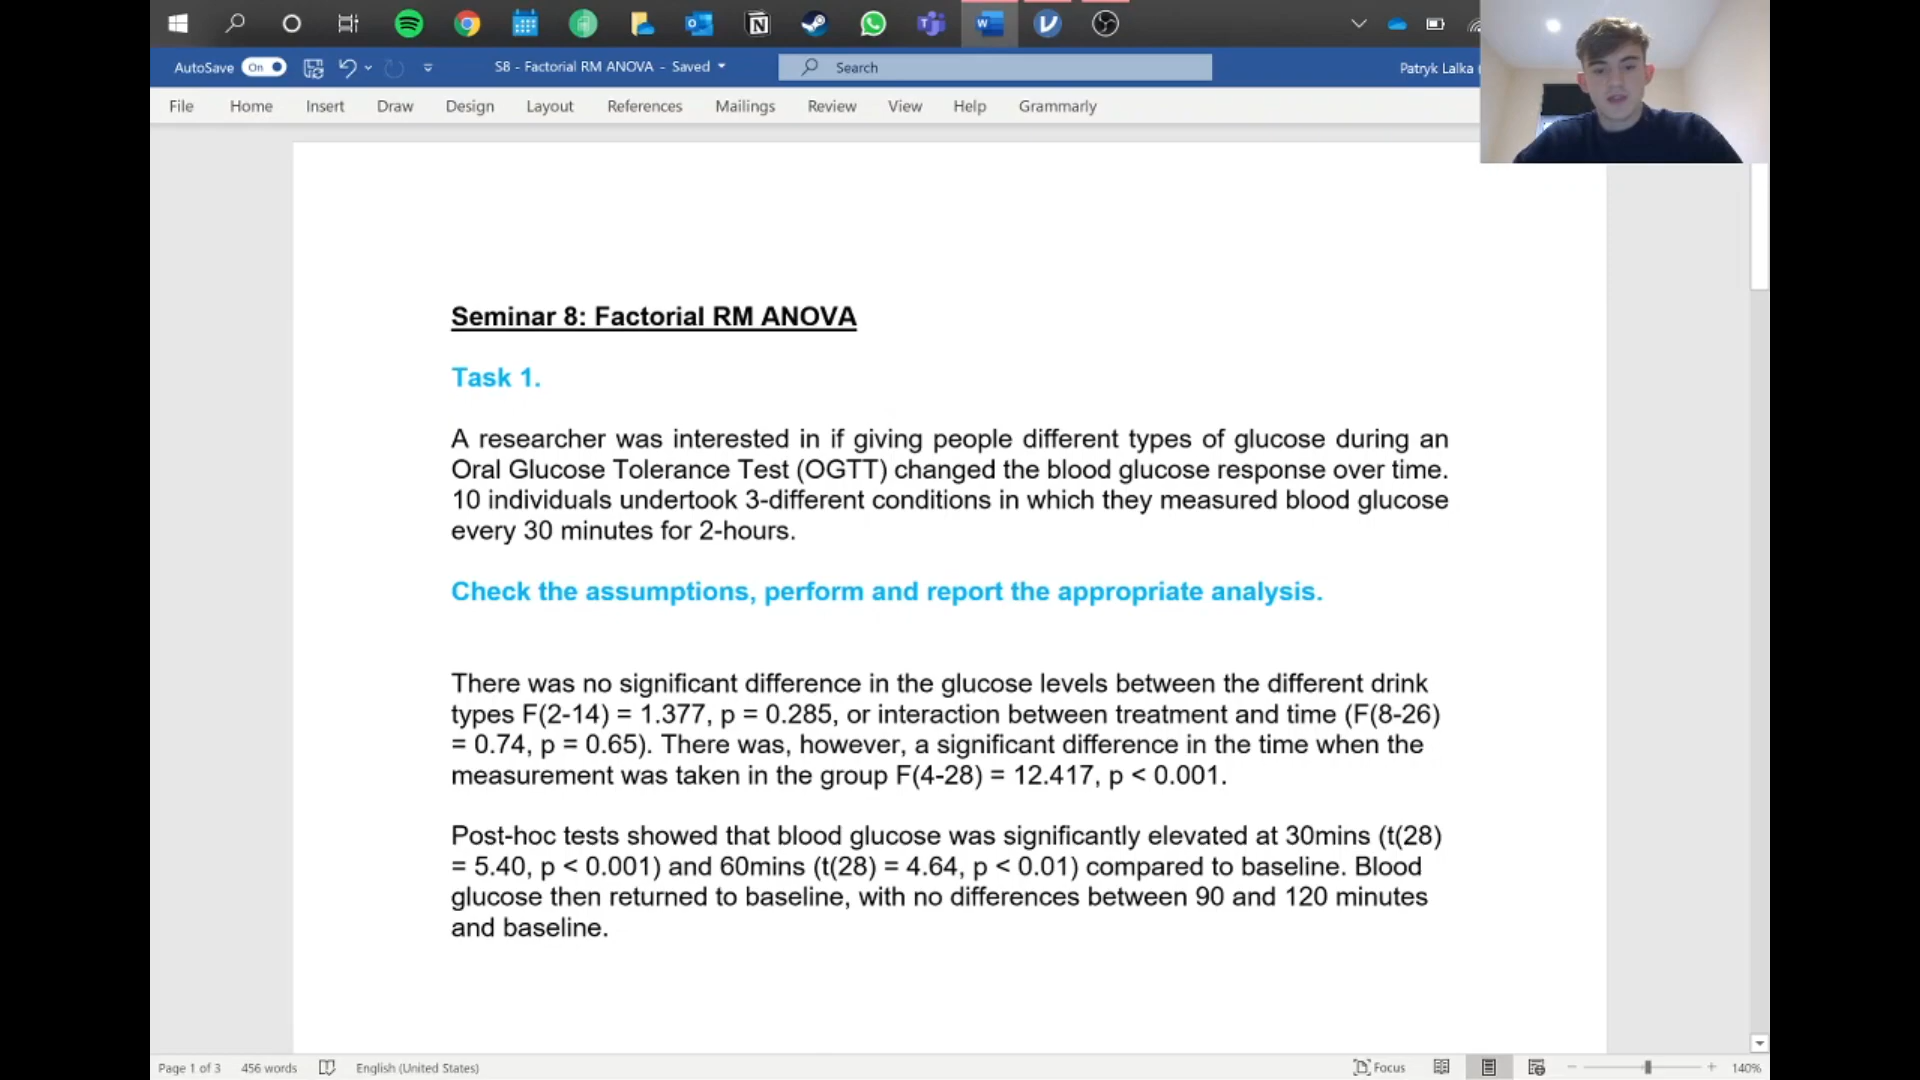 AutoSave On S8 - Factorial RM ANOVA - Saved Search Patryk Lalka
File Home Insert Draw Design Layout References Mailings Review View Help Grammarly
Seminar 8: Factorial RM ANOVA
Task 1.
A researcher was interested in if giving people different types of glucose during an
Oral Glucose Tolerance Test (OGTT) changed the blood glucose response over time.
10 individuals undertook 3-different conditions in which they measured blood glucose
every 30 minutes for 2-hours.
Check the assumptions, perform and report the appropriate analysis.
There was no significant difference in the glucose levels between the different drink
types F(2-14) = 1.377, p = 0.285, or interaction between treatment and time (F(8-26)
= 0.74, p = 0.65). There was, however, a significant difference in the time when the
measurement was taken in the group F(4-28) = 12.417, p < 0.001.
Post-hoc tests showed that blood glucose was significantly elevated at 30mins (t(28)
= 5.40, p < 0.001) and 60mins (t(28) = 4.64, p < 0.01) compared to baseline. Blood
glucose then returned to baseline, with no differences between 90 and 120 minutes
and baseline.
Page 1 of 3 456 words English (United States) Focus 140%